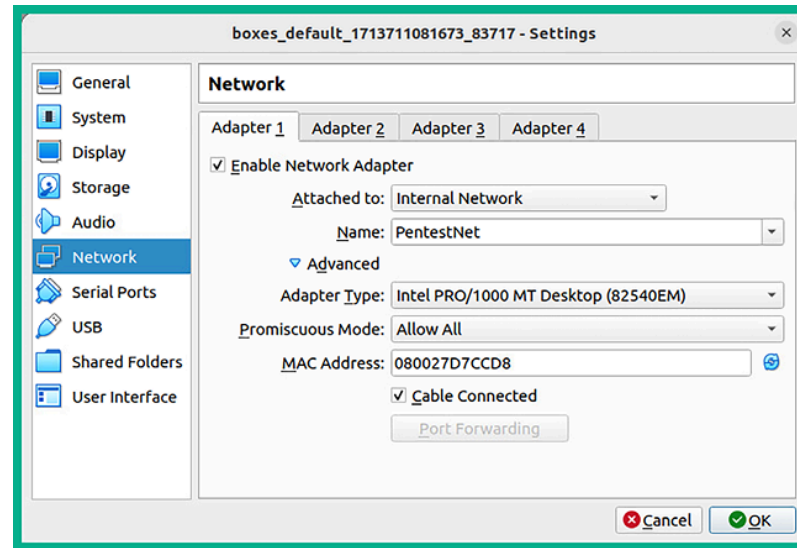 boxes_default_1713711081673_83717 - Settings
General
System
Display
Storage
Audio
Network
Serial Ports
USB
Shared Folders
User Interface
Network
Adapter 1 Adapter 2 Adapter 3 Adapter 4
Enable Network Adapter
Attached to: Internal Network
Name: PentestNet
Advanced
Adapter Type: Intel PRO/1000 MT Desktop (82540EM)
Promiscuous Mode: Allow All
MAC Address: 080027D7CCD8
Cable Connected
Port Forwarding
Cancel OK